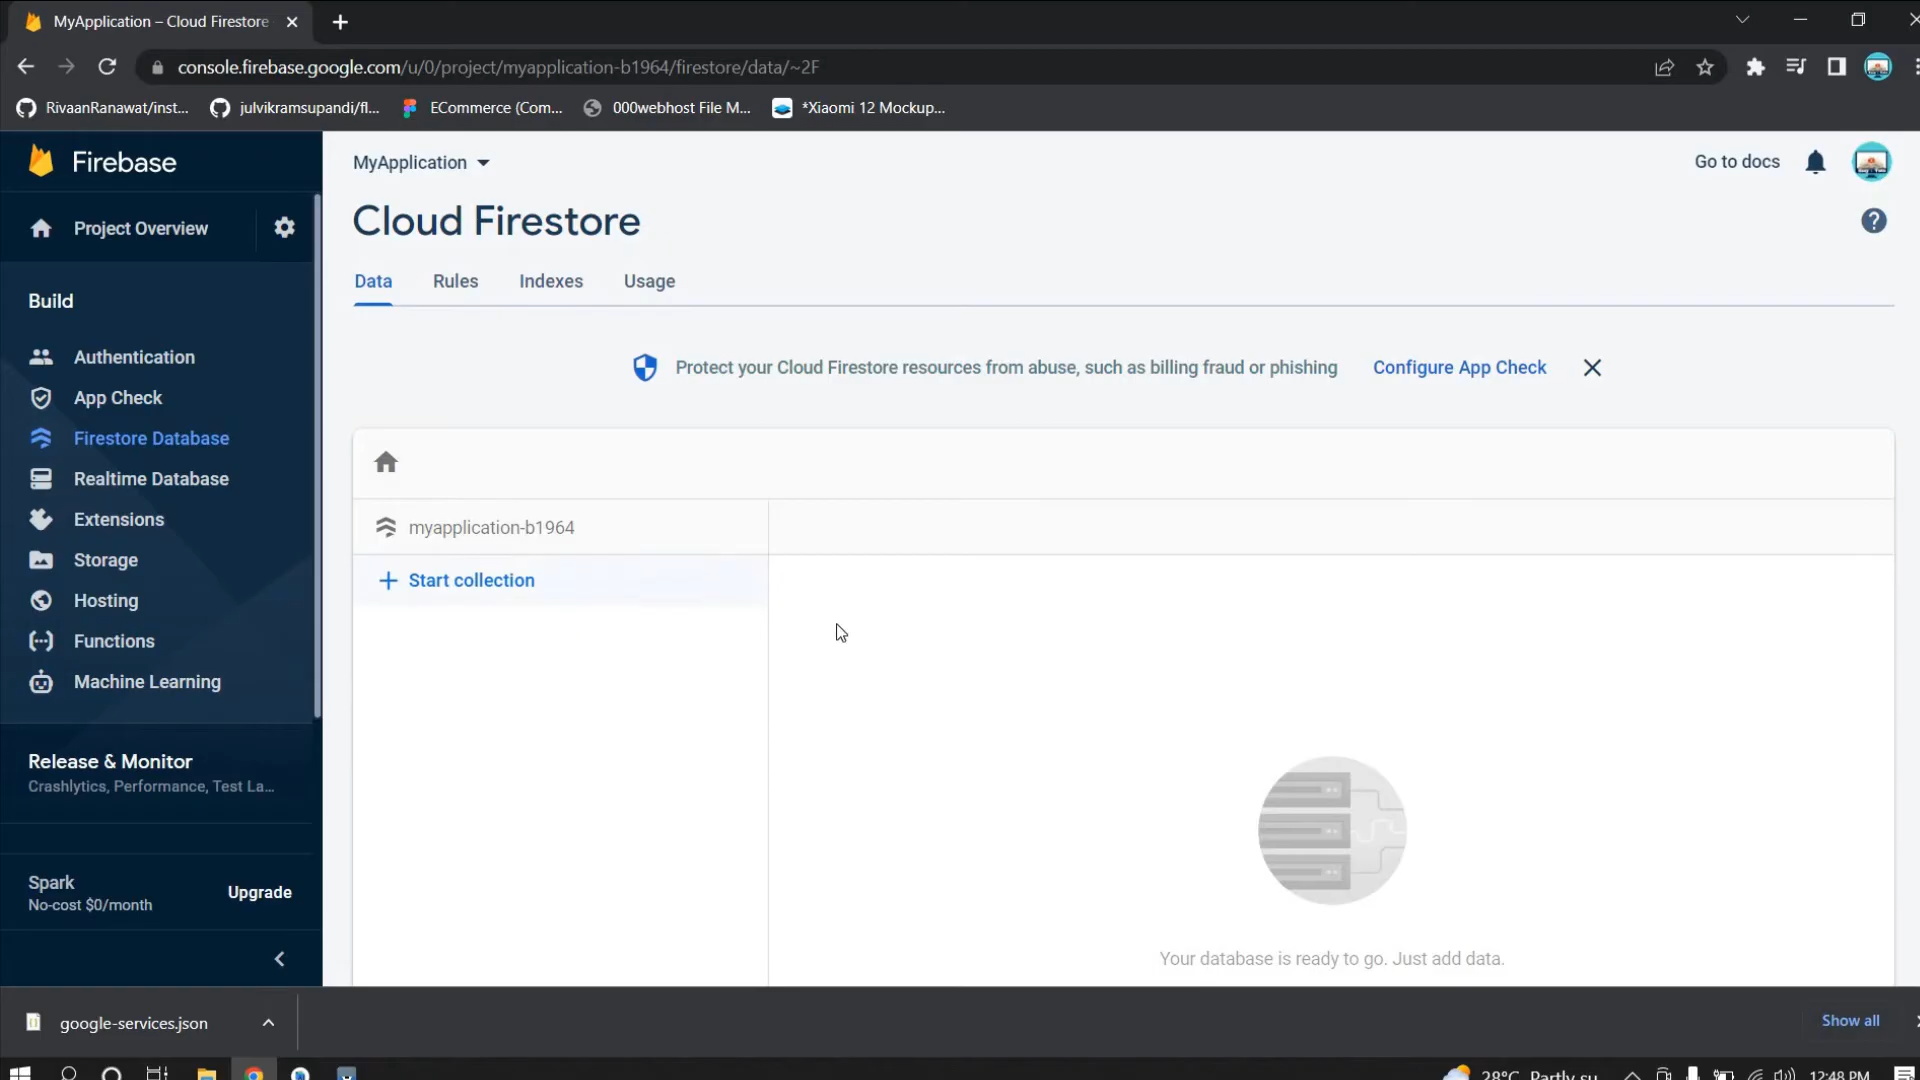 MyApplication – Cloud Firestore
console.firebase.google.com/u/0/project/myapplication-b1964/firestore/data/~2F
RivaanRanawat/inst... julvikramsupandi/fl... ECommerce (Com... 000webhost File M... *Xiaomi 12 Mockup...
Firebase
MyApplication
Go to docs
Project Overview
Cloud Firestore
Data Rules Indexes Usage
Build
Authentication
App Check
Firestore Database
Realtime Database
Extensions
Storage
Hosting
Functions
Machine Learning
Release & Monitor
Crashlytics, Performance, Test La...
Spark
No-cost $0/month
Upgrade
Protect your Cloud Firestore resources from abuse, such as billing fraud or phishing Configure App Check
myapplication-b1964
Start collection
Your database is ready to go. Just add data.
google-services.json
Show all
28°C Partly su...
12:48 PM